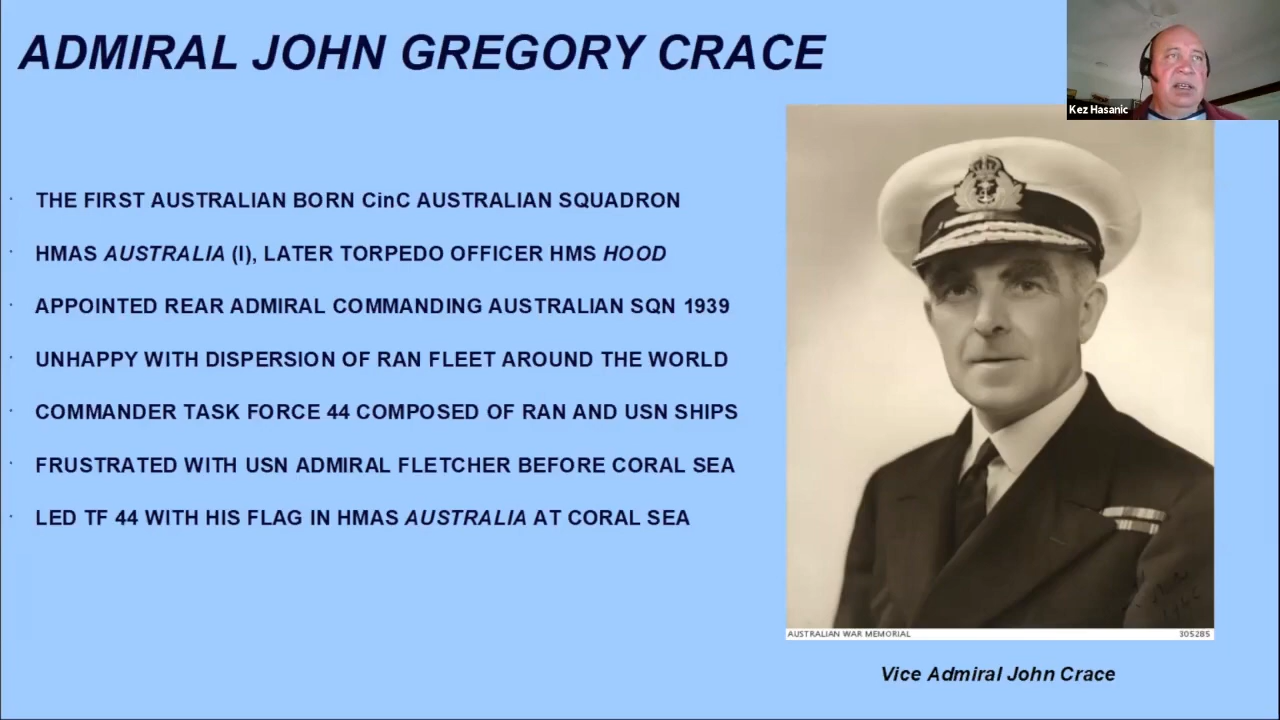 ADMIRAL JOHN GREGORY CRACE
Kez Hasanic
· THE FIRST AUSTRALIAN BORN CinC AUSTRALIAN SQUADRON
· HMAS AUSTRALIA (I), LATER TORPEDO OFFICER HMS HOOD
· APPOINTED REAR ADMIRAL COMMANDING AUSTRALIAN SQN 1939
· UNHAPPY WITH DISPERSION OF RAN FLEET AROUND THE WORLD
· COMMANDER TASK FORCE 44 COMPOSED OF RAN AND USN SHIPS
· FRUSTRATED WITH USN ADMIRAL FLETCHER BEFORE CORAL SEA
· LED TF 44 WITH HIS FLAG IN HMAS AUSTRALIA AT CORAL SEA
AUSTRALIAN WAR MEMORIAL 305285
Vice Admiral John Crace